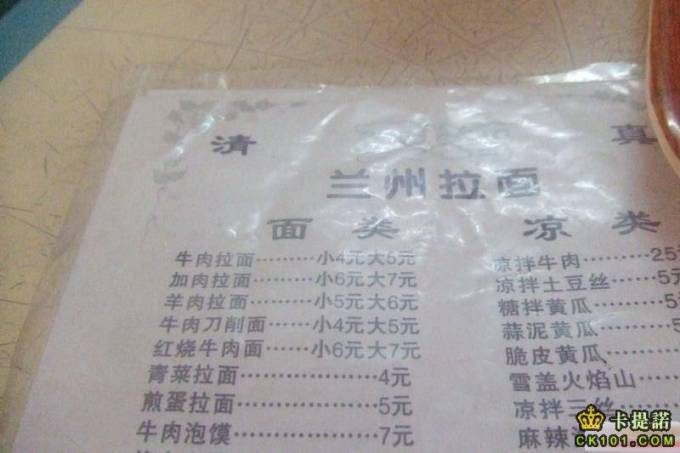 清 真
兰州拉面
面类
牛肉拉面………小4元大5元
加肉拉面………小6元大7元
羊肉拉面………小5元大6元
牛肉刀削面……小4元大5元
红烧牛肉面……小6元大7元
青菜拉面……………4元
煎蛋拉面……………5元
牛肉泡馍……………7元
凉类
凉拌牛肉………25
凉拌土豆丝……5元
糖拌黄瓜………5
蒜泥黄瓜………5
脆皮黄瓜
雪盖火焰山
凉拌三丝
麻辣
卡提諾
CK101.COM